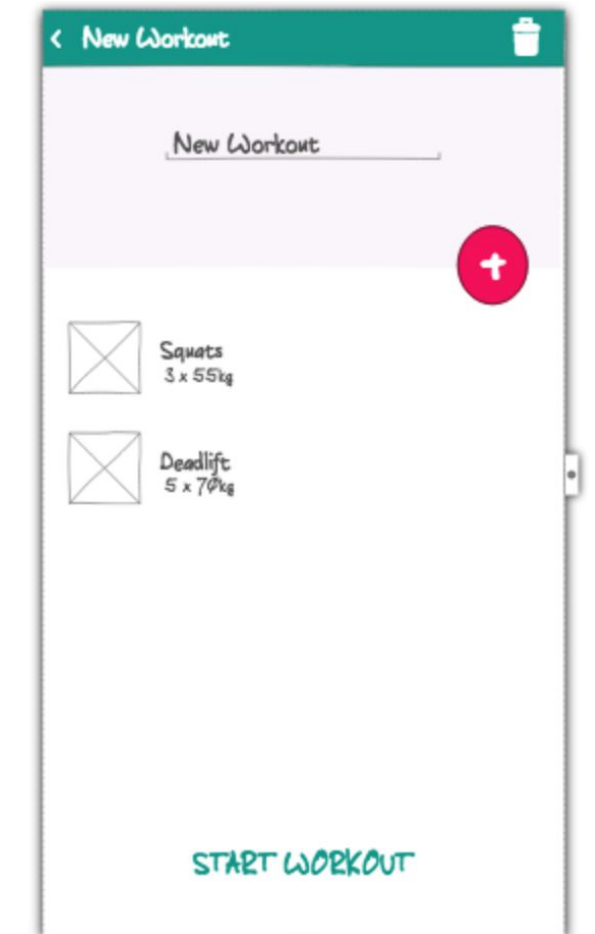 < New Workout
New Workout
+
Squats
3 x 55kg
Deadlift
5 x 70kg
START WORKOUT